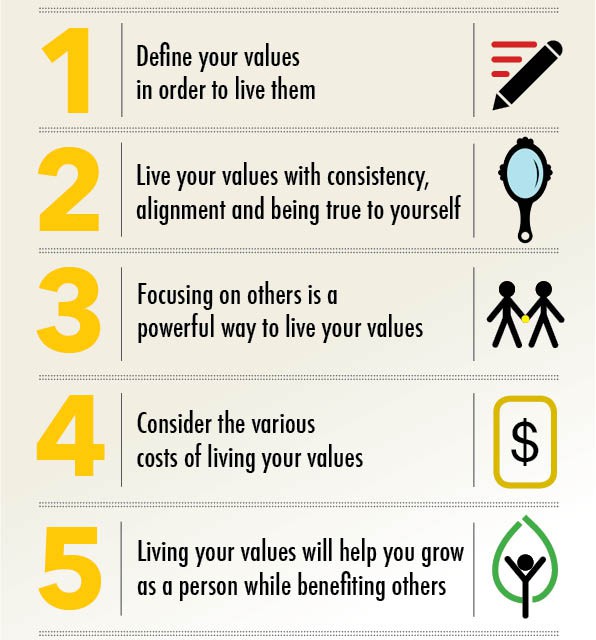 1
Define your values
in order to live them
2
Live your values with consistency,
alignment and being true to yourself
3
Focusing on others is a
powerful way to live your values
4
Consider the various
costs of living your values
$
5
Living your values will help you grow
as a person while benefiting others